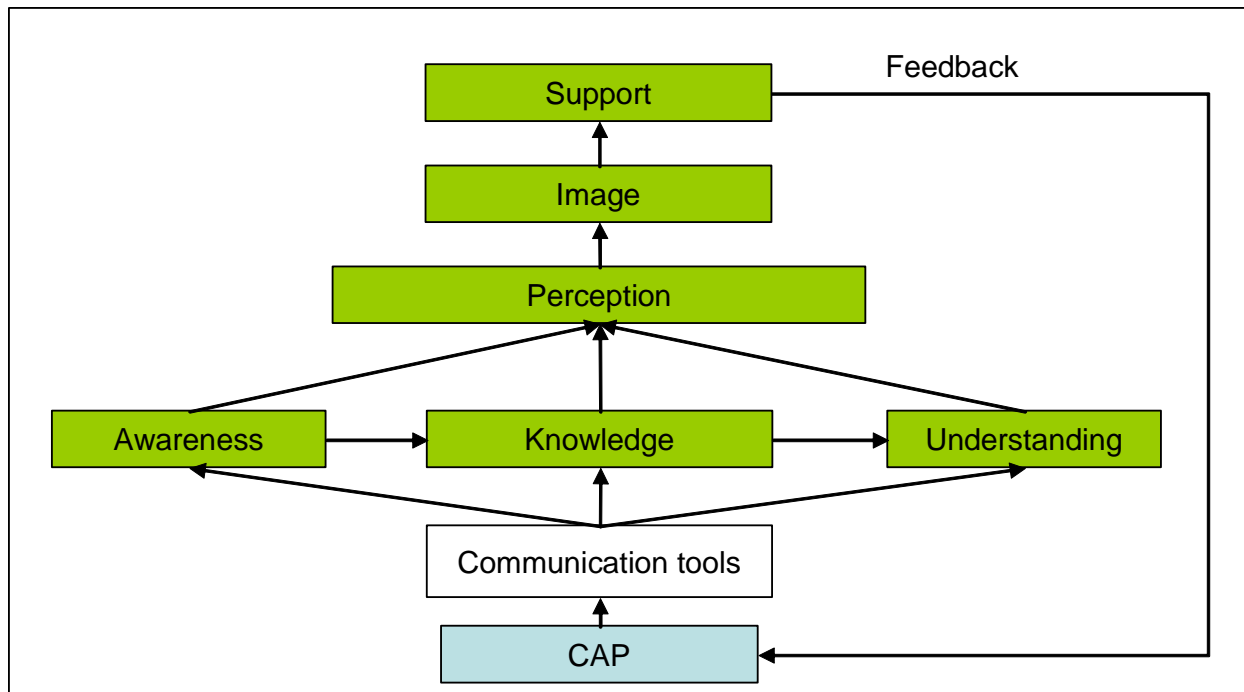 Feedback
Support
Image
Perception
Awareness
Knowledge
Understanding
Communication tools
CAP